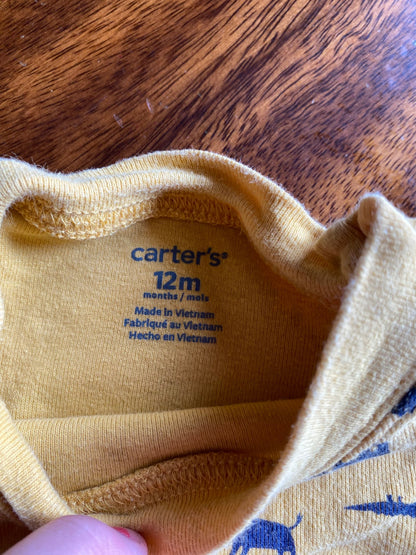 carter's®
12m
months / mois
Made in Vietnam
Fabriqué au Vietnam
Hecho en Vietnam